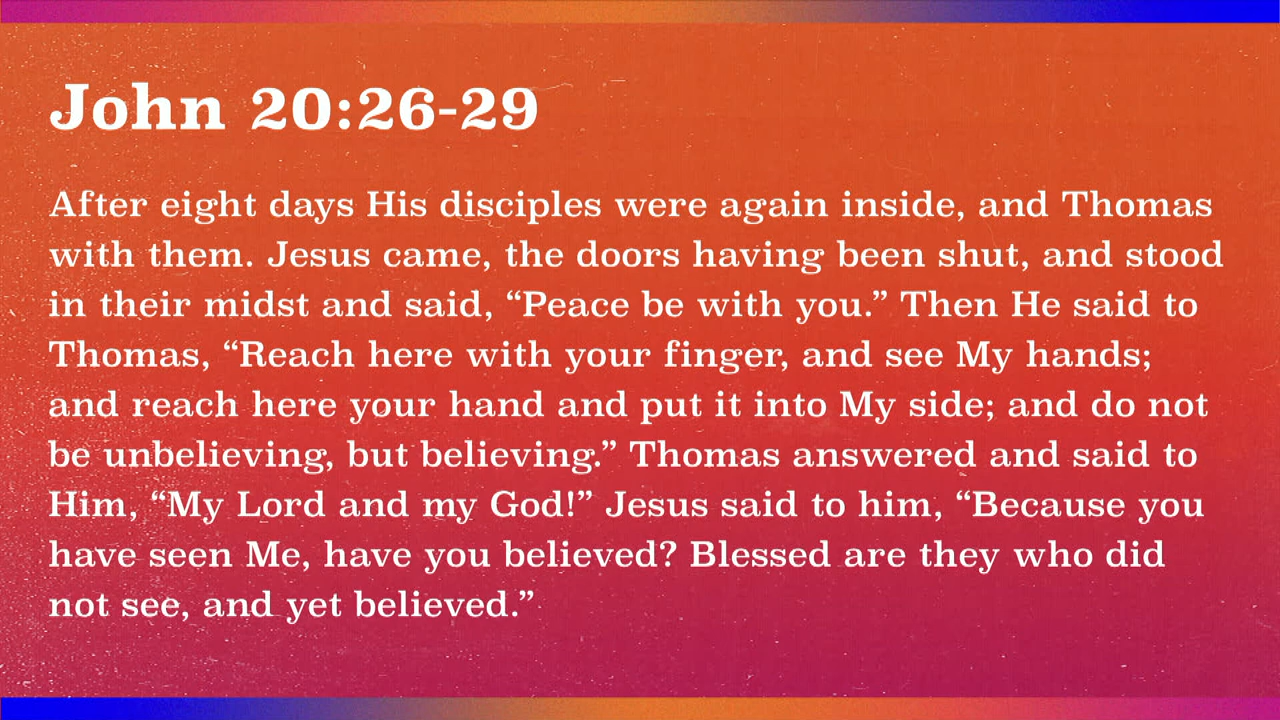 John 20:26-29
After eight days His disciples were again inside, and Thomas
with them. Jesus came, the doors having been shut, and stood
in their midst and said, “Peace be with you.” Then He said to
Thomas, “Reach here with your finger, and see My hands;
and reach here your hand and put it into My side; and do not
be unbelieving, but believing.” Thomas answered and said to
Him, “My Lord and my God!” Jesus said to him, “Because you
have seen Me, have you believed? Blessed are they who did
not see, and yet believed.”